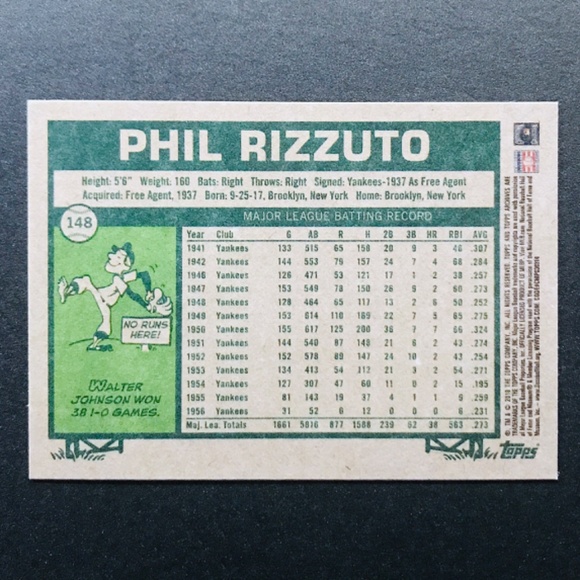 PHIL RIZZUTO
Height: 5'6" Weight: 160 Bats: Right Throws: Right Signed: Yankees-1937 As Free Agent
Acquired: Free Agent, 1937 Born: 9-25-17, Brooklyn, New York Home: Brooklyn, New York
148
MAJOR LEAGUE BATTING RECORD
Year Club G AB R H 2B 3B HR RBI AVG
1941 Yankees 133 515 65 158 20 9 3 46 .307
1942 Yankees 144 553 79 157 24 7 4 68 .284
1946 Yankees 126 471 53 121 17 1 2 38 .257
1947 Yankees 153 549 78 150 26 9 2 60 .273
1948 Yankees 128 464 65 117 13 2 6 50 .252
1949 Yankees 153 614 110 169 22 7 5 65 .275
1950 Yankees 155 617 125 200 36 7 7 66 .324
1951 Yankees 144 540 87 148 21 6 2 43 .274
1952 Yankees 152 578 89 147 24 10 2 43 .254
1953 Yankees 134 413 54 112 21 3 2 54 .271
1954 Yankees 127 307 47 60 11 0 2 15 .195
1955 Yankees 81 143 19 37 4 1 1 9 .259
1956 Yankees 31 52 6 12 0 0 0 6 .231
Maj. Lea. Totals 1661 5816 877 1588 239 62 38 563 .273
NO RUNS
HERE!
WALTER
JOHNSON WON
38 1-0 GAMES.
TOPPS